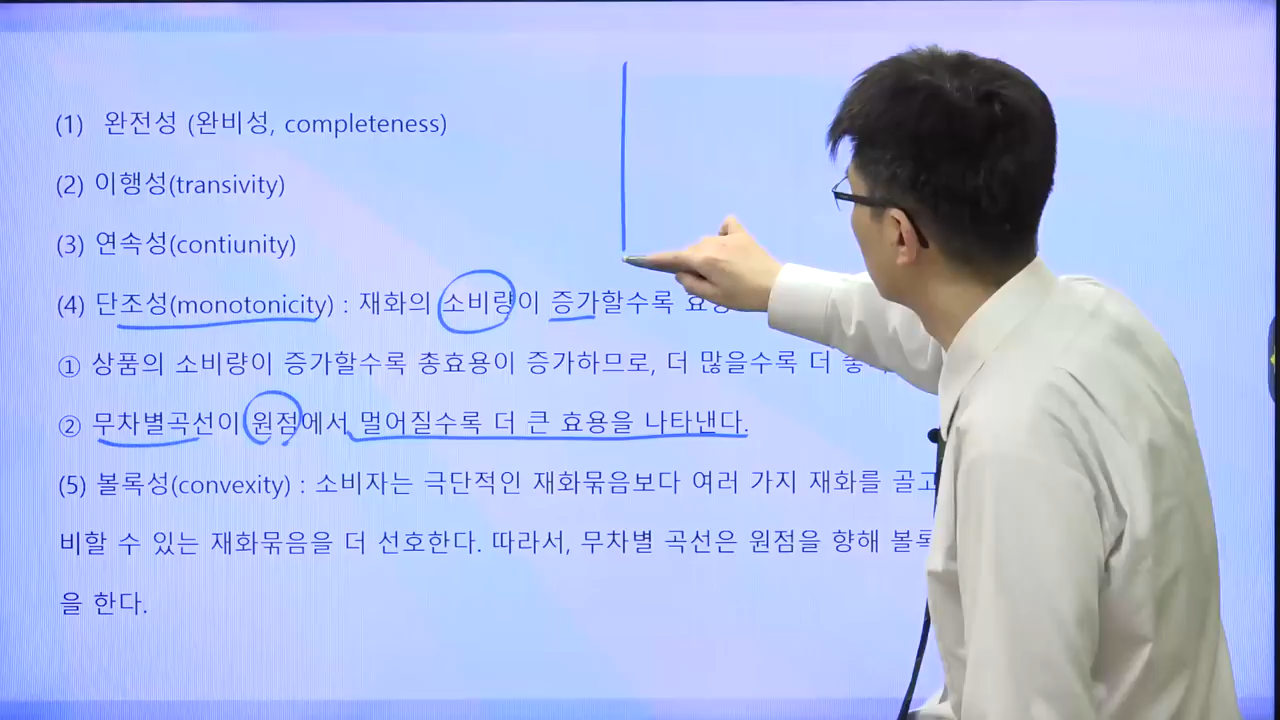 (1) 완전성 (완비성, completeness)
(2) 이행성(transivity)
(3) 연속성(contiunity)
(4) 단조성(monotonicity) : 재화의 소비량이 증가할수록
① 상품의 소비량이 증가할수록 총효용이 증가하므로, 더 많을수록 더
② 무차별곡선이 원점에서 멀어질수록 더 큰 효용을 나타낸다.
(5) 볼록성(convexity) : 소비자는 극단적인 재화묶음보다 여러 가지 재화를 골고
비할 수 있는 재화묶음을 더 선호한다. 따라서, 무차별 곡선은 원점을 향해
을 한다.